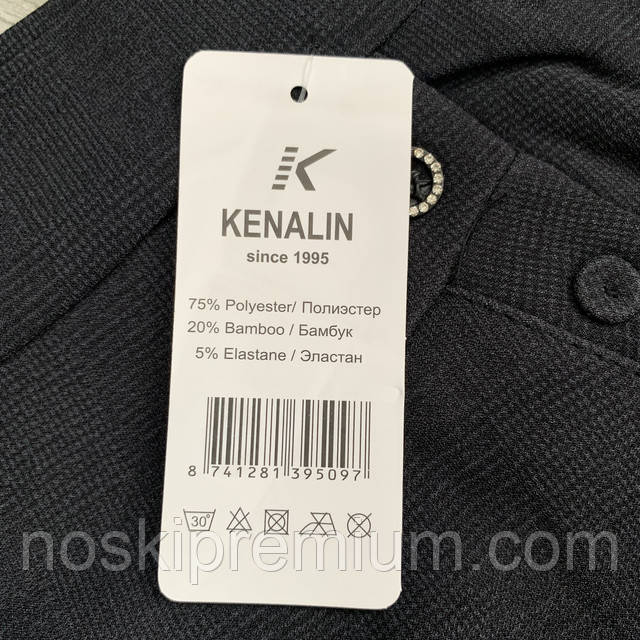 KENALIN
since 1995
75% Polyester/ Полиэстер
20% Bamboo / Бамбук
5% Elastane / Эластан
8 741281 395097
30°
noskipremium.com